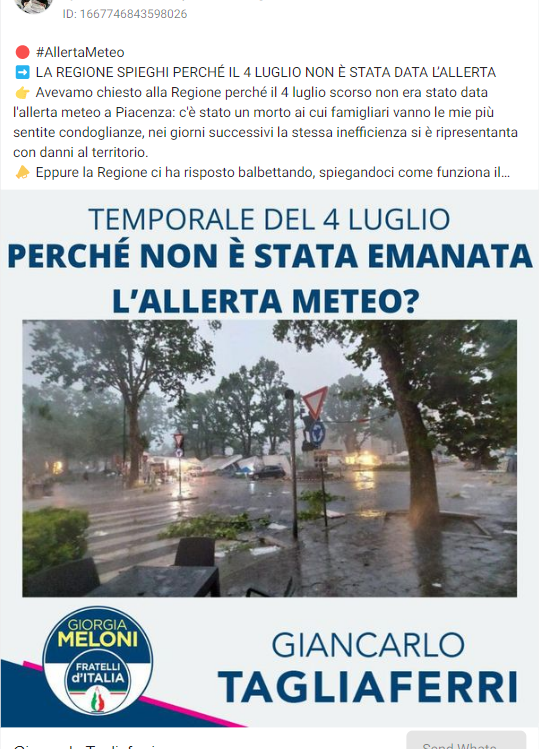 ID: 1667746843598026
🔴 #AllertaMeteo
➡️ LA REGIONE SPIEGHI PERCHÉ IL 4 LUGLIO NON È STATA DATA L'ALLERTA
👉 Avevamo chiesto alla Regione perché il 4 luglio scorso non era stato data
l'allerta meteo a Piacenza: c'è stato un morto ai cui famigliari vanno le mie più
sentite condoglianze, nei giorni successivi la stessa inefficienza si è ripresentanta
con danni al territorio.
📣 Eppure la Regione ci ha risposto balbettando, spiegandoci come funziona il...
TEMPORALE DEL 4 LUGLIO
PERCHÉ NON È STATA EMANATA
L'ALLERTA METEO?
GIORGIA
MELONI
FRATELLI
d'ITALIA
GIANCARLO
TAGLIAFERRI